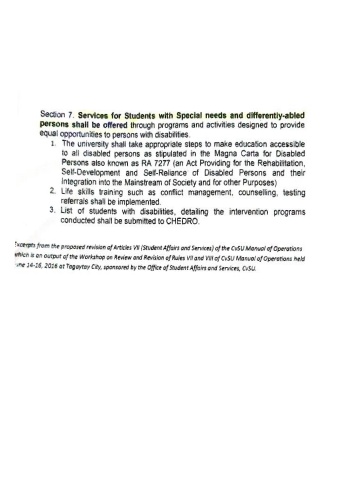 Section 7. Services for Students with Special needs and differently-abled
persons shall be offered through programs and activities designed to provide
equal opportunities to persons with disabilities.
1. The university shall take appropriate steps to make education accessible
to all disabled persons as stipulated in the Magna Carta for Disabled
Persons also known as RA 7277 (an Act Providing for the Rehabilitation,
Self-Development and Self-Reliance of Disabled Persons and their
Integration into the Mainstream of Society and for other Purposes)
2. Life skills training such as conflict management, counselling, testing
referrals shall be implemented.
3. List of students with disabilities, detailing the intervention programs
conducted shall be submitted to CHEDRO.
Excerpts from the proposed revision of Articles VII (Student Affairs and Services) of the CvSU Manual of Operations
which is an output of the Workshop on Review and Revision of Rules VII and VIII of CvSU Manual of Operations held
June 14-16, 2016 at Tagaytay City, sponsored by the Office of Student Affairs and Services, CvSU.